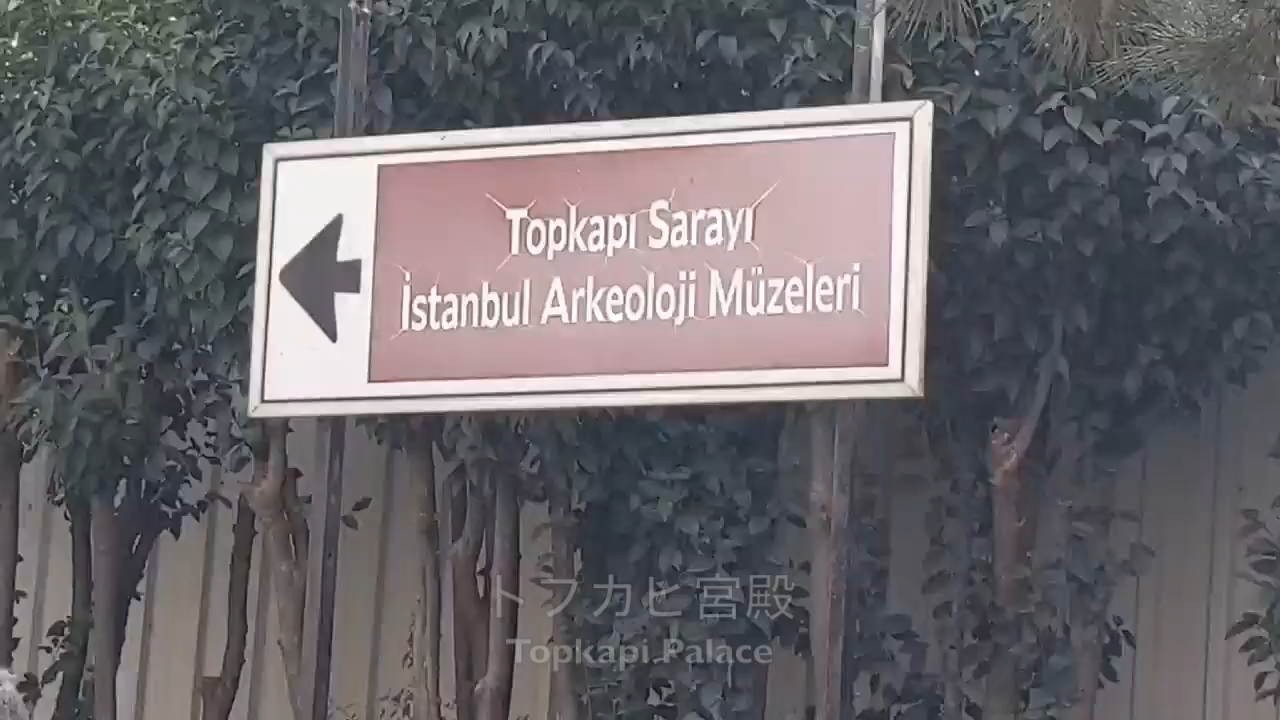 Topkapı Sarayı
İstanbul Arkeoloji Müzeleri
トプカピ宮殿
Topkapi Palace